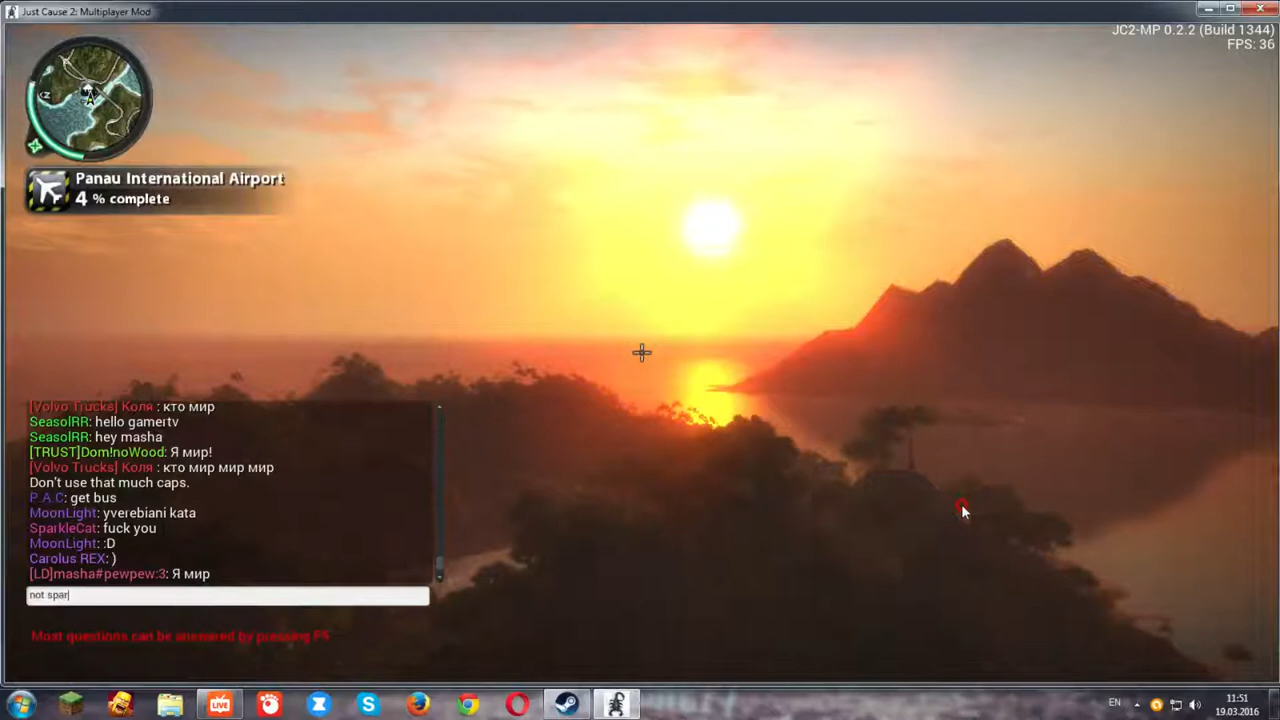 Just Cause 2: Multiplayer Mod
JC2-MP 0.2.2 (Build 1344)
FPS: 36
Panau International Airport
4 % complete
[Volvo Trucks] Коля : кто мир
SeasolRR: hello gamertv
SeasolRR: hey masha
[TRUST]Dom!noWood: Я мир!
[Volvo Trucks] Коля : кто мир мир мир
Don't use that much caps.
P.A.C: get bus
MoonLight: yverebiani kata
SparkleCat: fuck you
MoonLight: :D
Carolus REX: )
[LD]masha#pewpew:3: Я мир
not spar
Most questions can be answered by pressing F5
LIVE
EN
11:51
19.03.2016